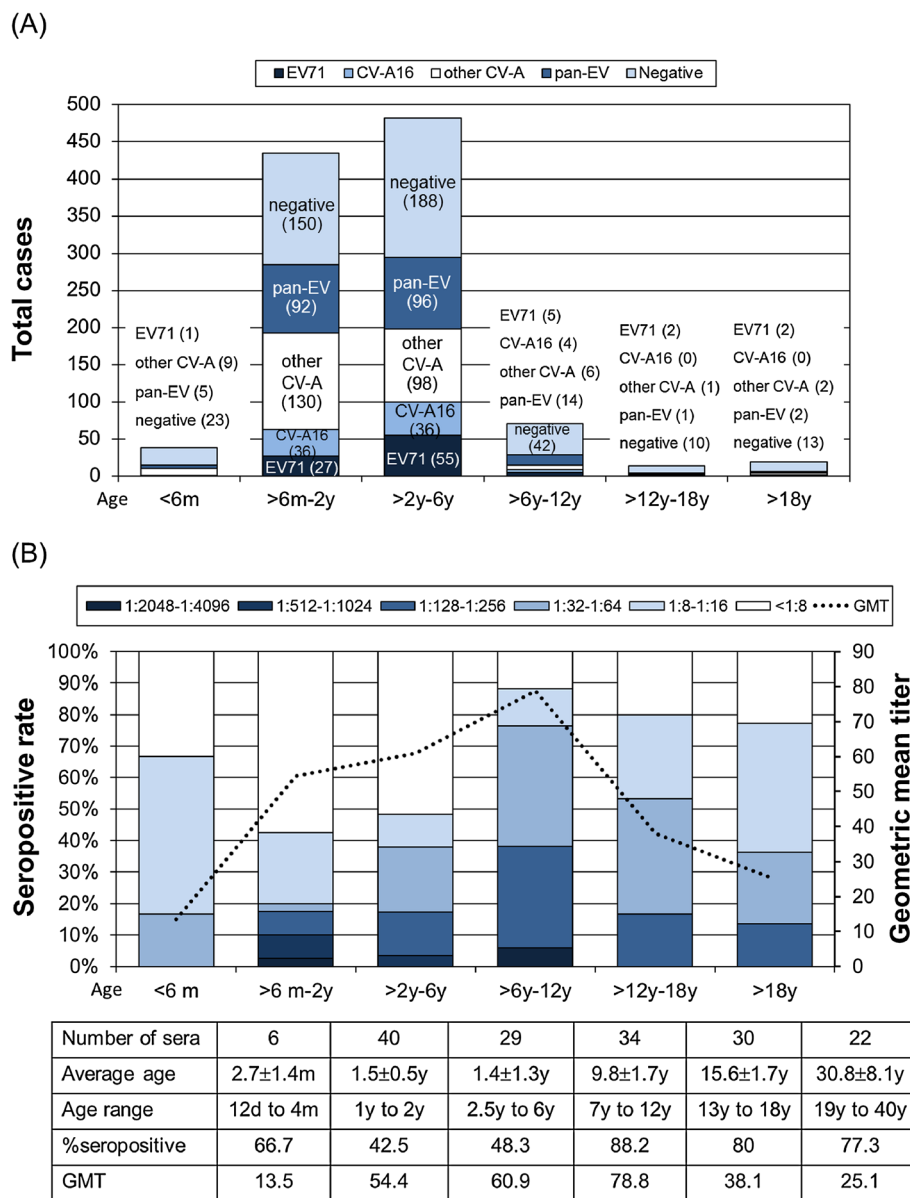 (A)
EV71 CV-A16 other CV-A pan-EV Negative
Total cases
500
450
400
350
300
250
200
150
100
50
0
EV71 (1)
other CV-A (9)
pan-EV (5)
negative (23)
negative
(150)
pan-EV
(92)
other
CV-A
(130)
CV-A16
(36)
EV71 (27)
negative
(188)
pan-EV
(96)
other
CV-A
(98)
CV-A16
(36)
EV71 (55)
EV71 (5)
CV-A16 (4)
other CV-A (6)
pan-EV (14)
negative
(42)
EV71 (2)
CV-A16 (0)
other CV-A (1)
pan-EV (1)
negative (10)
EV71 (2)
CV-A16 (0)
other CV-A (2)
pan-EV (2)
negative (13)
Age <6m >6m-2y >2y-6y >6y-12y >12y-18y >18y
(B)
1:2048-1:4096 1:512-1:1024 1:128-1:256 1:32-1:64 1:8-1:16 <1:8 GMT
Seropositive rate
100%
90%
80%
70%
60%
50%
40%
30%
20%
10%
0%
90
80
70
60
50
40
30
20
10
0
Geometric mean titer
Age <6 m >6 m-2y >2y-6y >6y-12y >12y-18y >18y
Number of sera 6 40 29 34 30 22
Average age 2.7±1.4m 1.5±0.5y 1.4±1.3y 9.8±1.7y 15.6±1.7y 30.8±8.1y
Age range 12d to 4m 1y to 2y 2.5y to 6y 7y to 12y 13y to 18y 19y to 40y
%seropositive 66.7 42.5 48.3 88.2 80 77.3
GMT 13.5 54.4 60.9 78.8 38.1 25.1